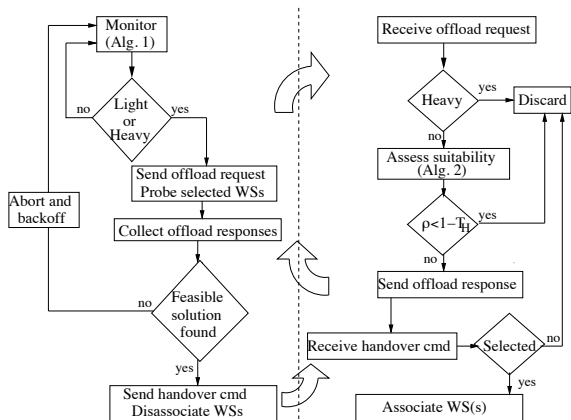 Monitor
(Alg. 1)
Light
or
Heavy
no
yes
Send offload request
Probe selected WSs
Abort and
backoff
Collect offload responses
Feasible
solution
found
no
yes
Send handover cmd
Disassociate WSs
Receive offload request
Heavy
yes
Discard
no
Assess suitability
(Alg. 2)
ρ<1−T_H
yes
no
Send offload response
Receive handover cmd
Selected
no
yes
Associate WS(s)